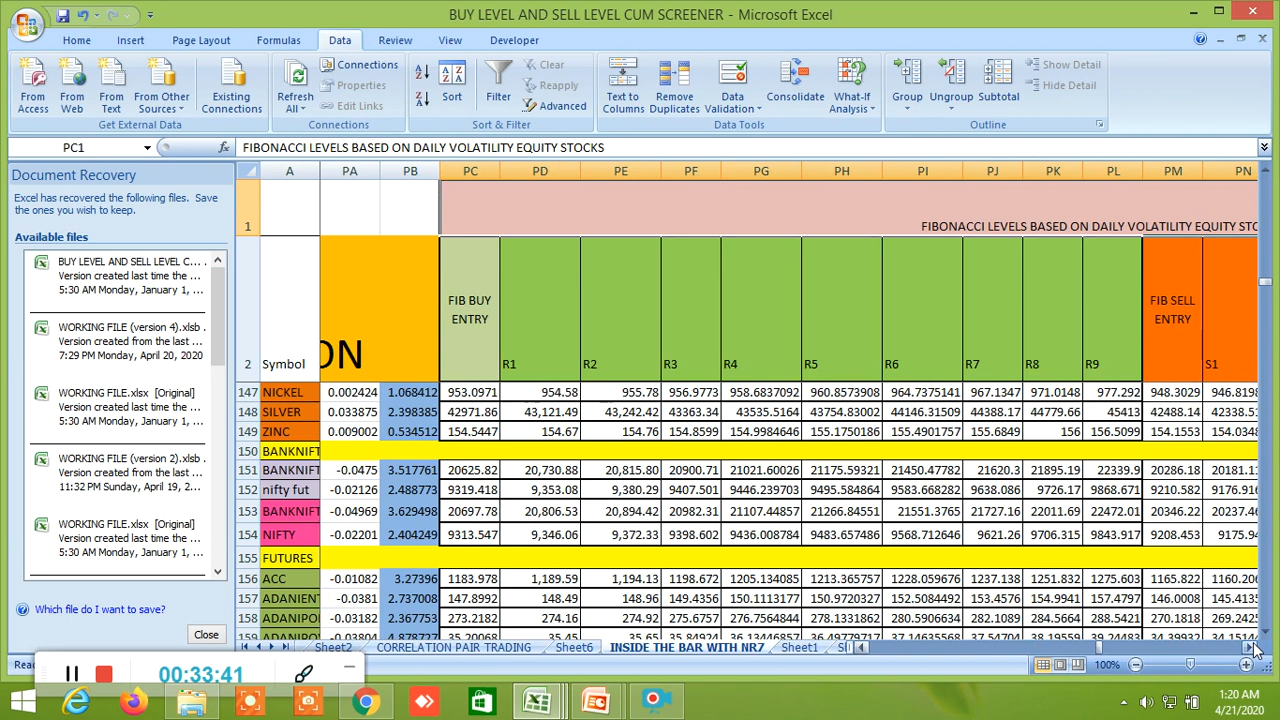 BUY LEVEL AND SELL LEVEL CUM SCREENER - Microsoft Excel
Home Insert Page Layout Formulas Data Review View Developer
From Access
From Web
From Text
From Other Sources
Existing Connections
Get External Data
Refresh All
Connections
Properties
Edit Links
Connections
Sort
Filter
Clear
Reapply
Advanced
Sort & Filter
Text to Columns
Remove Duplicates
Data Validation
Consolidate
What-If Analysis
Data Tools
Group
Ungroup
Subtotal
Show Detail
Hide Detail
Outline
PC1 fx FIBONACCI LEVELS BASED ON DAILY VOLATILITY EQUITY STOCKS
Document Recovery
Excel has recovered the following files. Save
the ones you wish to keep.
Available files
BUY LEVEL AND SELL LEVEL C...
Version created last time the ...
5:30 AM Monday, January 1, ...
WORKING FILE (version 4).xlsb
Version created last time the ...
7:29 PM Monday, April 20, 2020
WORKING FILE.xlsx [Original]
Version created last time the ...
5:30 AM Monday, January 1, ...
WORKING FILE (version 2).xlsb
Version created from the last ...
11:32 PM Sunday, April 19, 2...
WORKING FILE.xlsx [Original]
Version created from the last ...
5:30 AM Monday, January 1, ...
Which file do I want to save?
Close
A PA PB PC PD PE PF PG PH PI PJ PK PL PM PN
1 FIBONACCI LEVELS BASED ON DAILY VOLATILITY EQUITY STO
2 Symbol ON FIB BUY ENTRY R1 R2 R3 R4 R5 R6 R7 R8 R9 FIB SELL ENTRY S1
147 NICKEL 0.002424 1.068412 953.0971 954.58 955.78 956.9773 958.6837092 960.8573908 964.7375141 967.1347 971.0148 977.292 948.3029 946.8198
148 SILVER 0.033875 2.398385 42971.86 43,121.49 43,242.42 43363.34 43535.5164 43754.83002 44146.31509 44388.17 44779.66 45413 42488.14 42338.51
149 ZINC 0.009002 0.534512 154.5447 154.67 154.76 154.8599 154.9984646 155.1750186 155.4901757 155.6849 156 156.5099 154.1553 154.0348
150 BANKNIFT
151 BANKNIFT -0.0475 3.517761 20625.82 20,730.88 20,815.80 20900.71 21021.60026 21175.59331 21450.47782 21620.3 21895.19 22339.9 20286.18 20181.1
152 nifty fut -0.02126 2.488773 9319.418 9,353.08 9,380.29 9407.501 9446.239703 9495.584864 9583.668282 9638.086 9726.17 9868.671 9210.582 9176.916
153 BANKNIFT -0.04969 3.629498 20697.78 20,806.53 20,894.42 20982.31 21107.44857 21266.84551 21551.3765 21727.16 22011.69 22472.01 20346.22 20237.46
154 NIFTY -0.02201 2.404249 9313.547 9,346.06 9,372.33 9398.602 9436.008784 9483.657486 9568.712646 9621.26 9706.315 9843.917 9208.453 9175.94
155 FUTURES
156 ACC -0.01082 3.27396 1183.978 1,189.59 1,194.13 1198.672 1205.134085 1213.365757 1228.059676 1237.138 1251.832 1275.603 1165.822 1160.206
157 ADANIENT -0.0381 2.737008 147.8992 148.49 148.96 149.4356 150.1113177 150.9720327 152.5084508 153.4576 154.9941 157.4797 146.0008 145.4135
158 ADANIPO -0.03182 2.367753 273.2182 274.16 274.92 275.6757 276.7564844 278.1331862 280.5906634 282.1089 284.5664 288.5421 270.1818 269.2425
Sheet2 CORRELATION PAIR TRADING Sheet6 INSIDE THE BAR WITH NR7 Sheet1
Rea
100%
00:33:41
1:20 AM
4/21/2020